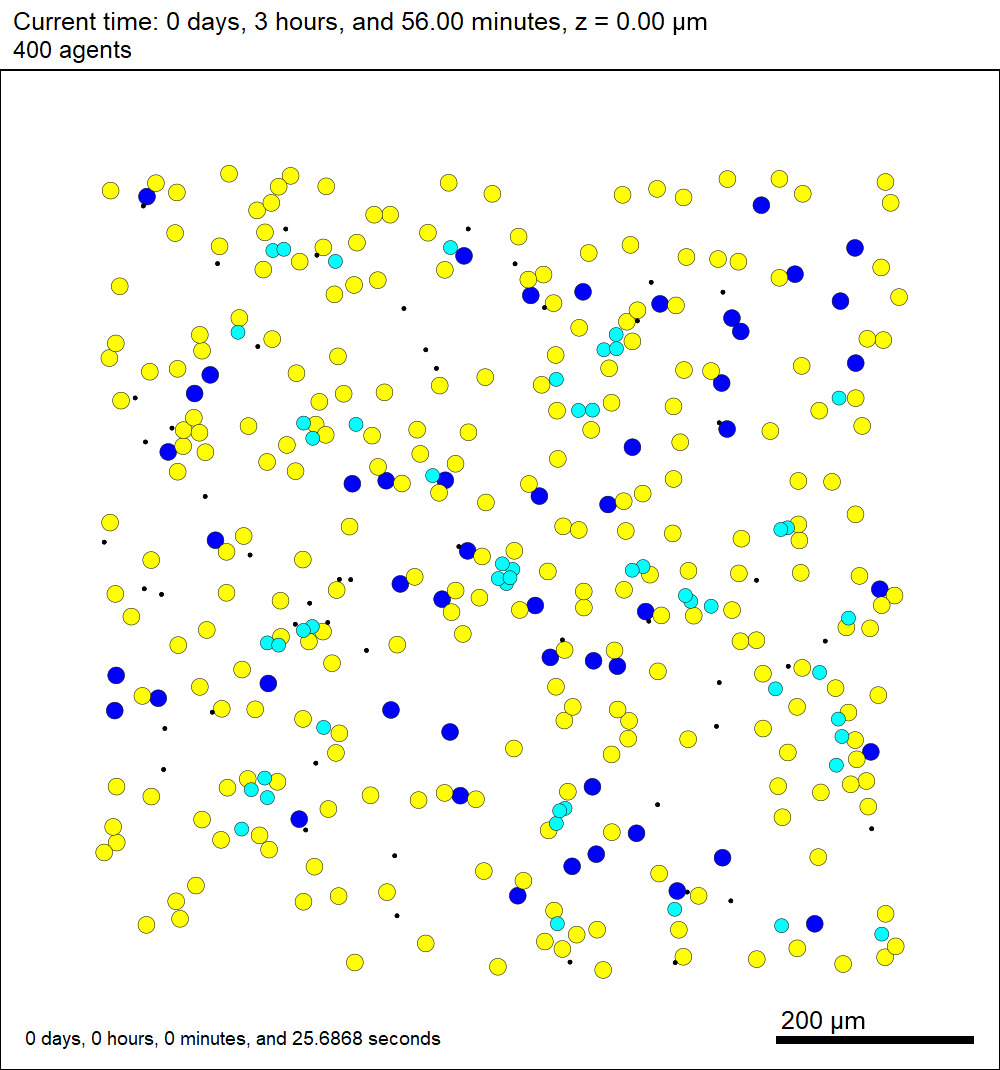 Current time: 0 days, 3 hours, and 56.00 minutes, z = 0.00 µm
400 agents
200 µm
0 days, 0 hours, 0 minutes, and 25.6868 seconds